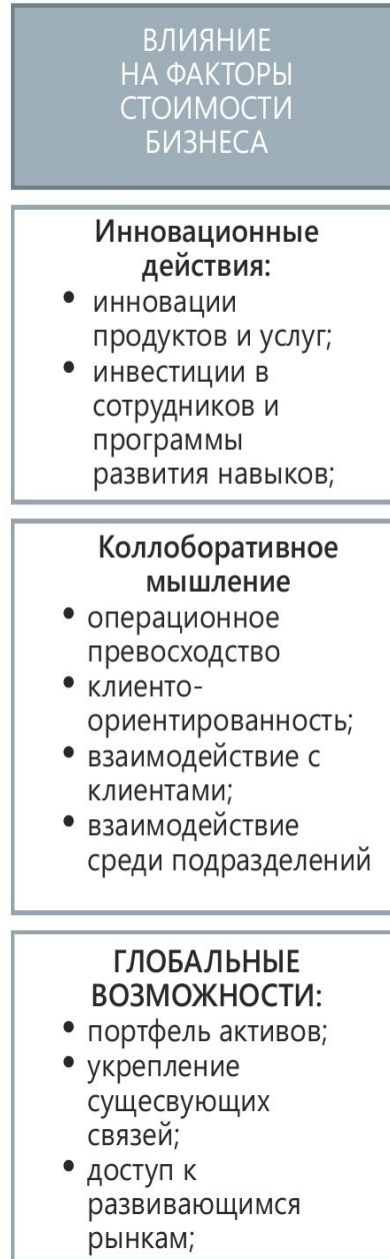 ВЛИЯНИЕ
НА ФАКТОРЫ
СТОИМОСТИ
БИЗНЕСА
Инновационные
действия:
• инновации
продуктов и услуг;
• инвестиции в
сотрудников и
программы
развития навыков;
Коллоборативное
мышление
• операционное
превосходство
• клиенто-
ориентированность;
• взаимодействие с
клиентами;
• взаимодействие
среди подразделений
ГЛОБАЛЬНЫЕ
ВОЗМОЖНОСТИ:
• портфель активов;
• укрепление
сущесвующих
связей;
• доступ к
развивающимся
рынкам;